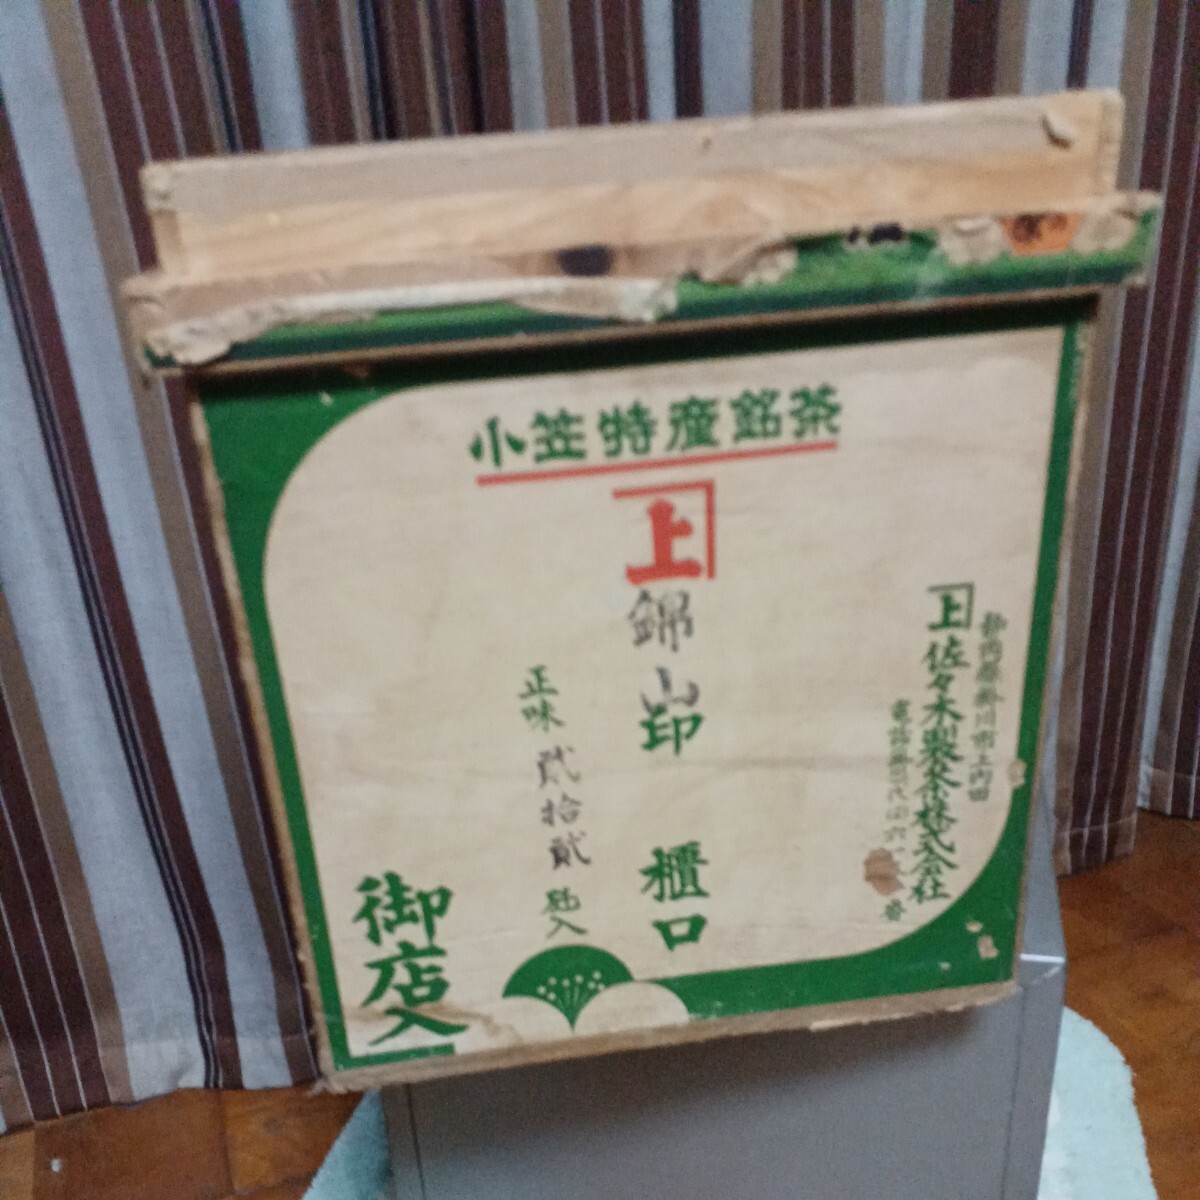 小笠特産銘茶
上
錦山印 櫃口
静岡県掛川市上内田
上 佐々木製茶株式会社
正味 貳拾貳 瓩入
御店入